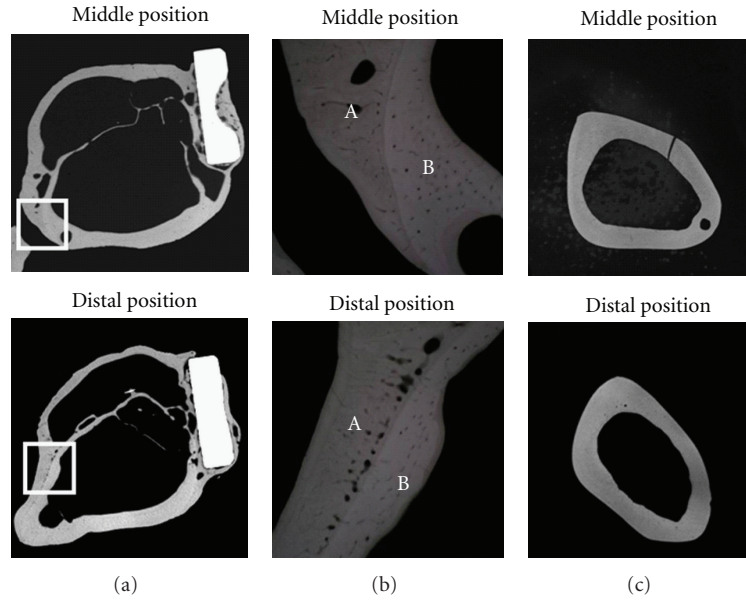 Middle position
Middle position
Middle position
A
B
Distal position
Distal position
Distal position
A
B
(a)
(b)
(c)